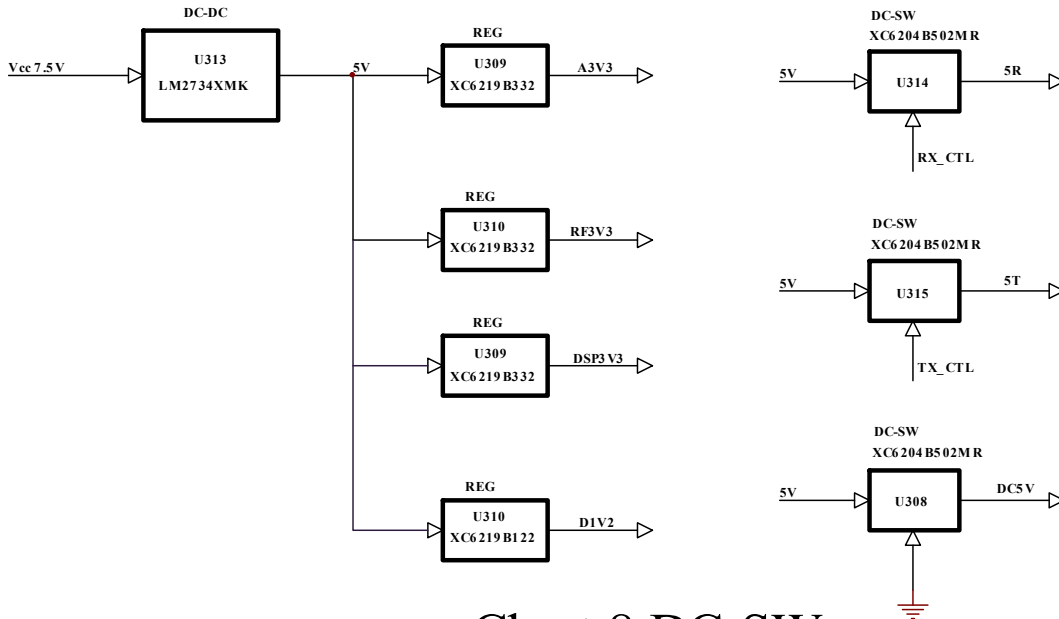 DC-DC
U313
LM2734XMK
Vcc 7.5V
5V
REG
U309
XC6219B332
A3V3
REG
U310
XC6219B332
RF3V3
REG
U309
XC6219B332
DSP3V3
REG
U310
XC6219B122
D1V2
DC-SW
XC6204B502MR
5V
U314
5R
RX_CTL
DC-SW
XC6204B502MR
5V
U315
5T
TX_CTL
DC-SW
XC6204B502MR
5V
U308
DC5V